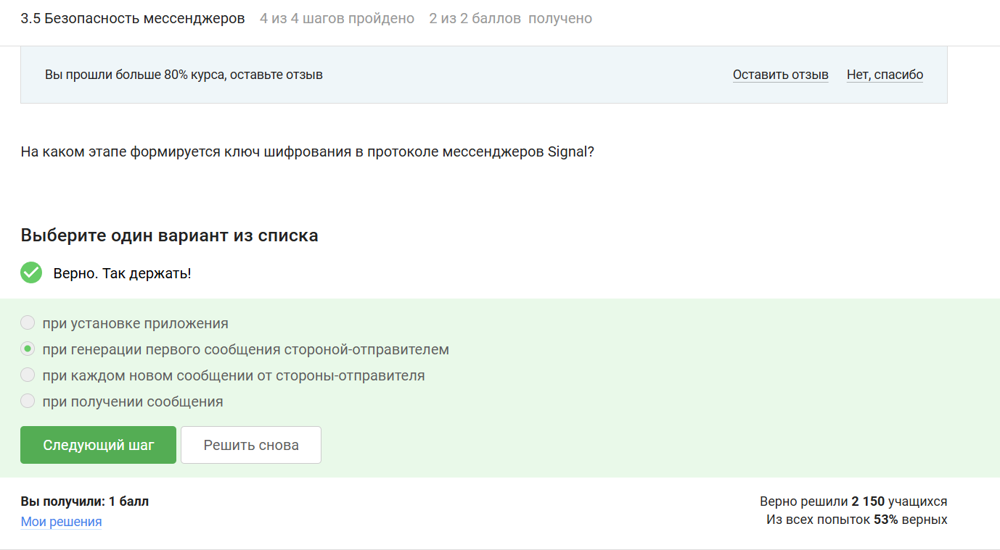 3.5 Безопасность мессенджеров 4 из 4 шагов пройдено 2 из 2 баллов получено
Вы прошли больше 80% курса, оставьте отзыв Оставить отзыв Нет, спасибо
На каком этапе формируется ключ шифрования в протоколе мессенджеров Signal?
Выберите один вариант из списка
Верно. Так держать!
при установке приложения
при генерации первого сообщения стороной-отправителем
при каждом новом сообщении от стороны-отправителя
при получении сообщения
Следующий шаг Решить снова
Вы получили: 1 балл Верно решили 2 150 учащихся
Мои решения Из всех попыток 53% верных